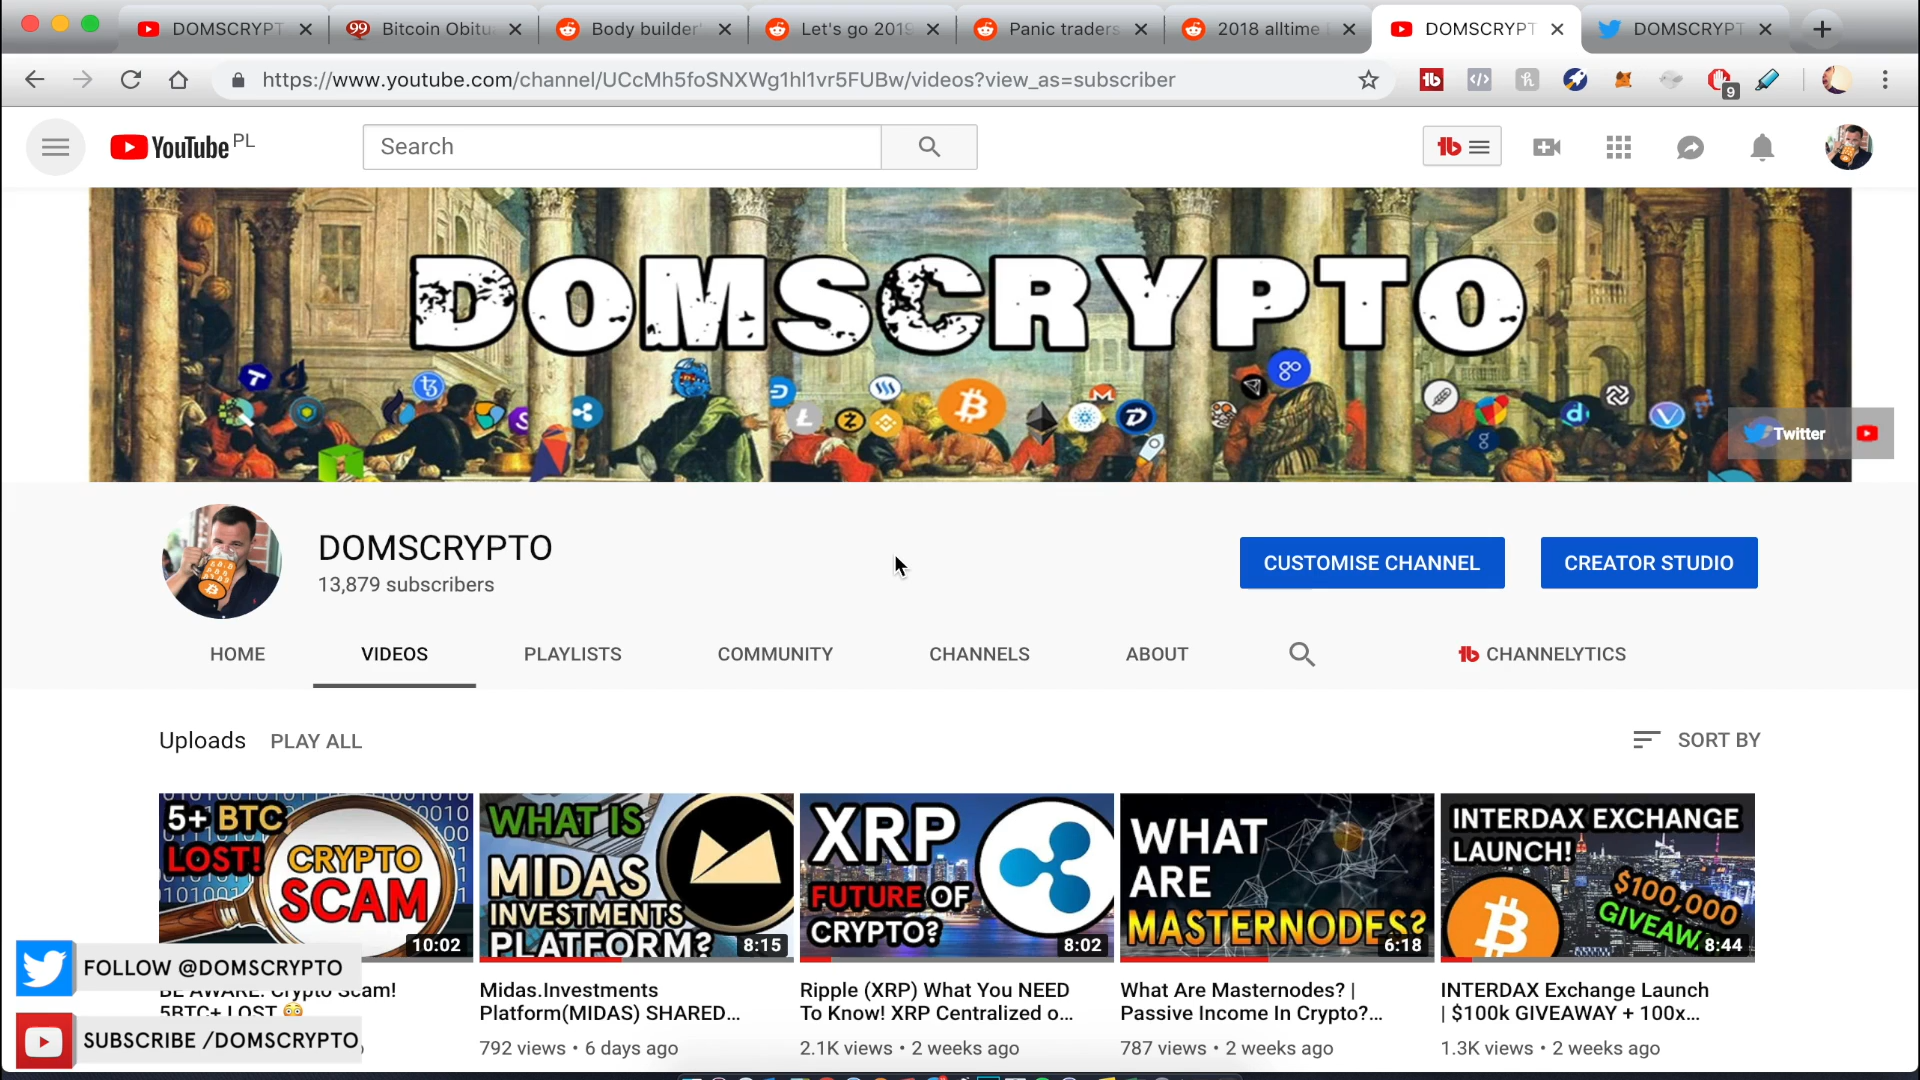 DOMSCRYPT
Bitcoin Obitu
Body builder'
Let's go 2019
Panic traders
2018 alltime
DOMSCRYPT
DOMSCRYPT
https://www.youtube.com/channel/UCcMh5foSNXWg1hl1vr5FUBw/videos?view_as=subscriber
9
YouTube PL
Search
DOMSCRYPTO
Twitter
DOMSCRYPTO
13,879 subscribers
CUSTOMISE CHANNEL
CREATOR STUDIO
HOME
VIDEOS
PLAYLISTS
COMMUNITY
CHANNELS
ABOUT
CHANNELYTICS
Uploads
PLAY ALL
SORT BY
5+ BTC
LOST!
CRYPTO
SCAM
10:02
WHAT IS
MIDAS
INVESTMENTS
PLATFORM?
8:15
XRP
FUTURE OF
CRYPTO?
8:02
WHAT
ARE
MASTERNODES?
6:18
INTERDAX EXCHANGE
LAUNCH!
$100,000
GIVEAW
8:44
FOLLOW @DOMSCRYPTO
BE AWARE: Crypto Scam!
5BTC+ LOST 😳
SUBSCRIBE /DOMSCRYPTO
Midas.Investments
Platform(MIDAS) SHARED...
792 views • 6 days ago
Ripple (XRP) What You NEED
To Know! XRP Centralized o...
2.1K views • 2 weeks ago
What Are Masternodes? |
Passive Income In Crypto?...
787 views • 2 weeks ago
INTERDAX Exchange Launch
| $100k GIVEAWAY + 100x...
1.3K views • 2 weeks ago